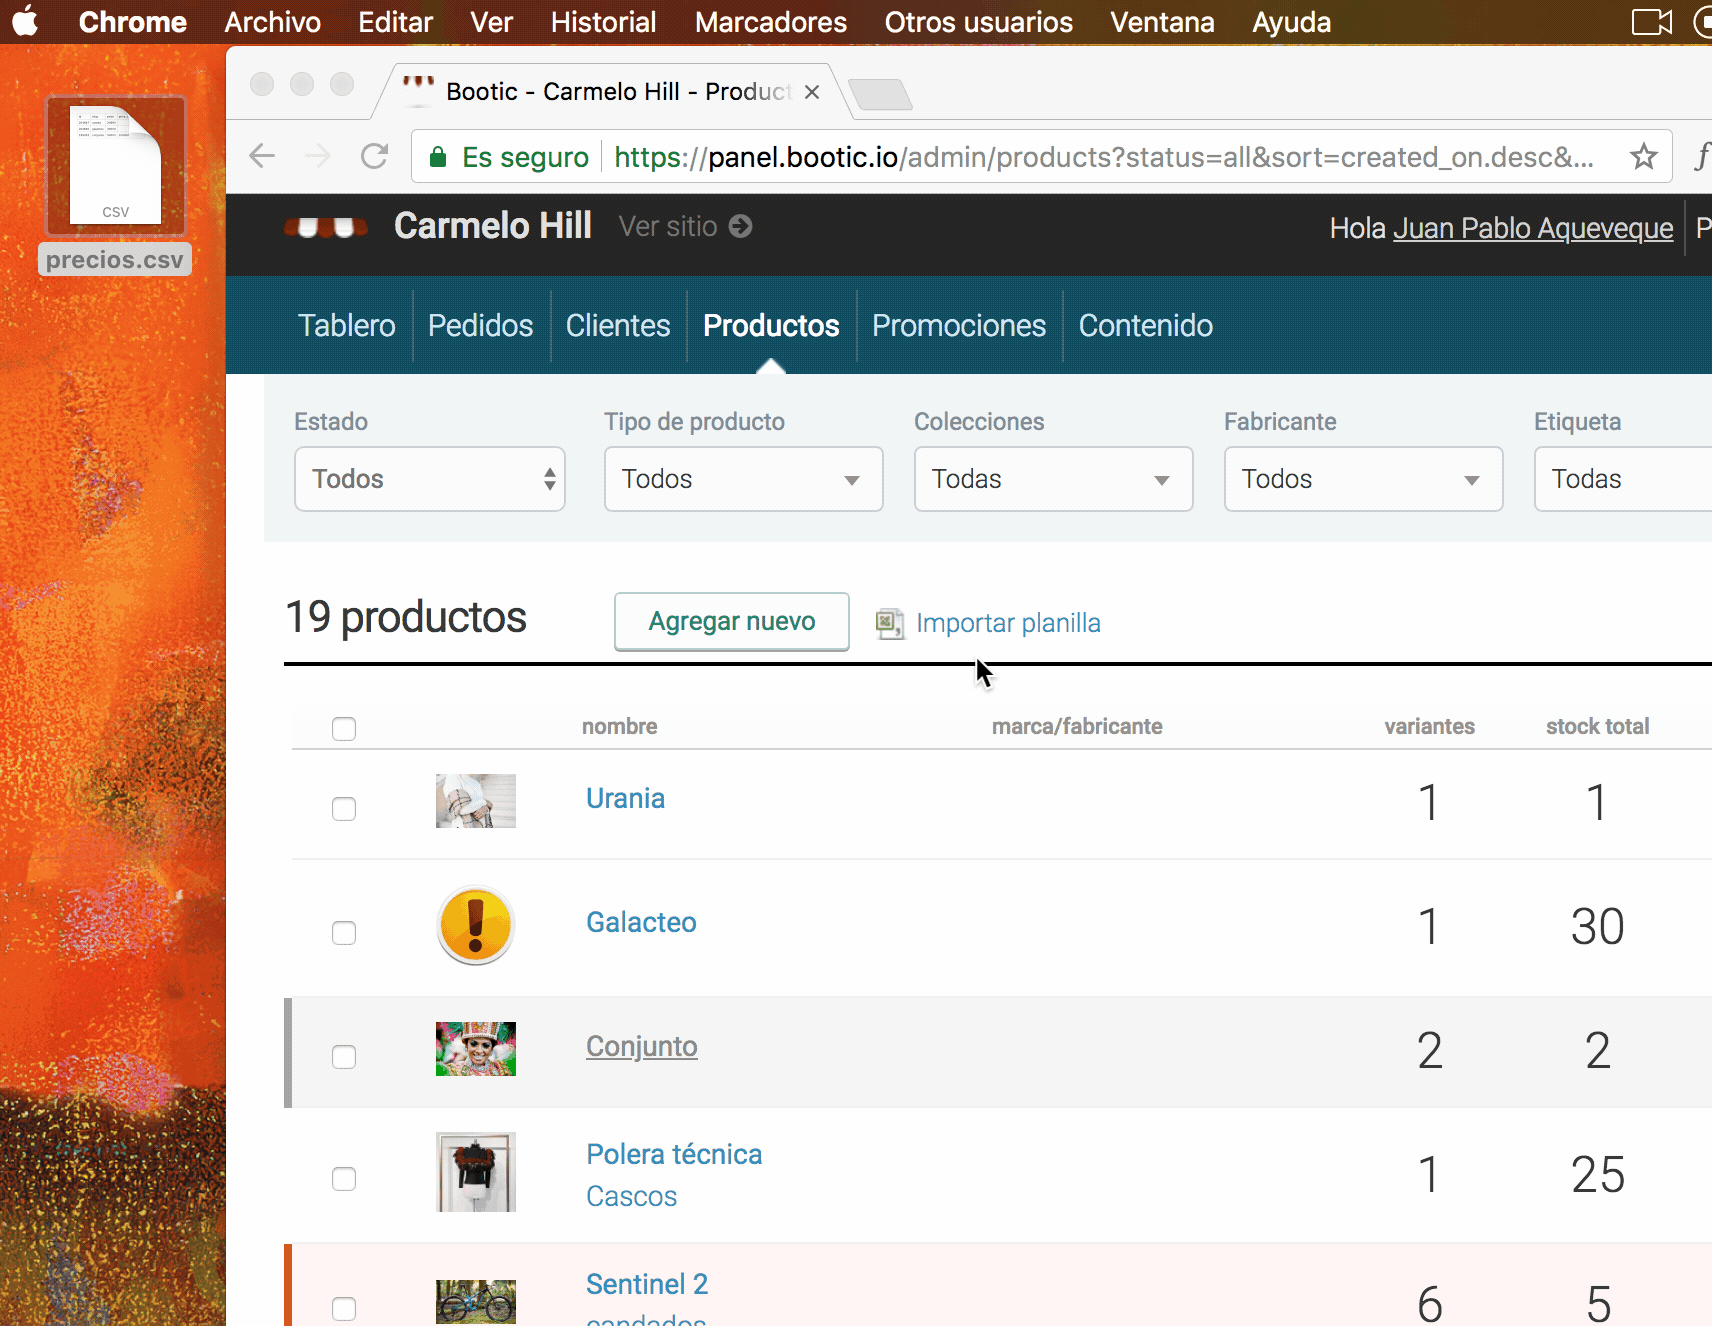 Chrome Archivo Editar Ver Historial Marcadores Otros usuarios Ventana Ayuda
Bootic - Carmelo Hill - Product
CSV
precios.csv
Es seguro https://panel.bootic.io/admin/products?status=all&sort=created_on.desc&...
Carmelo Hill Ver sitio
Hola Juan Pablo Aqueveque P
Tablero Pedidos Clientes Productos Promociones Contenido
Estado Tipo de producto Colecciones Fabricante Etiqueta
Todos Todos Todas Todos Todas
19 productos Agregar nuevo Importar planilla
nombre marca/fabricante variantes stock total
Urania 1 1
Galacteo 1 30
Conjunto 2 2
Polera técnica 1 25
Cascos
Sentinel 2 6 5
candados